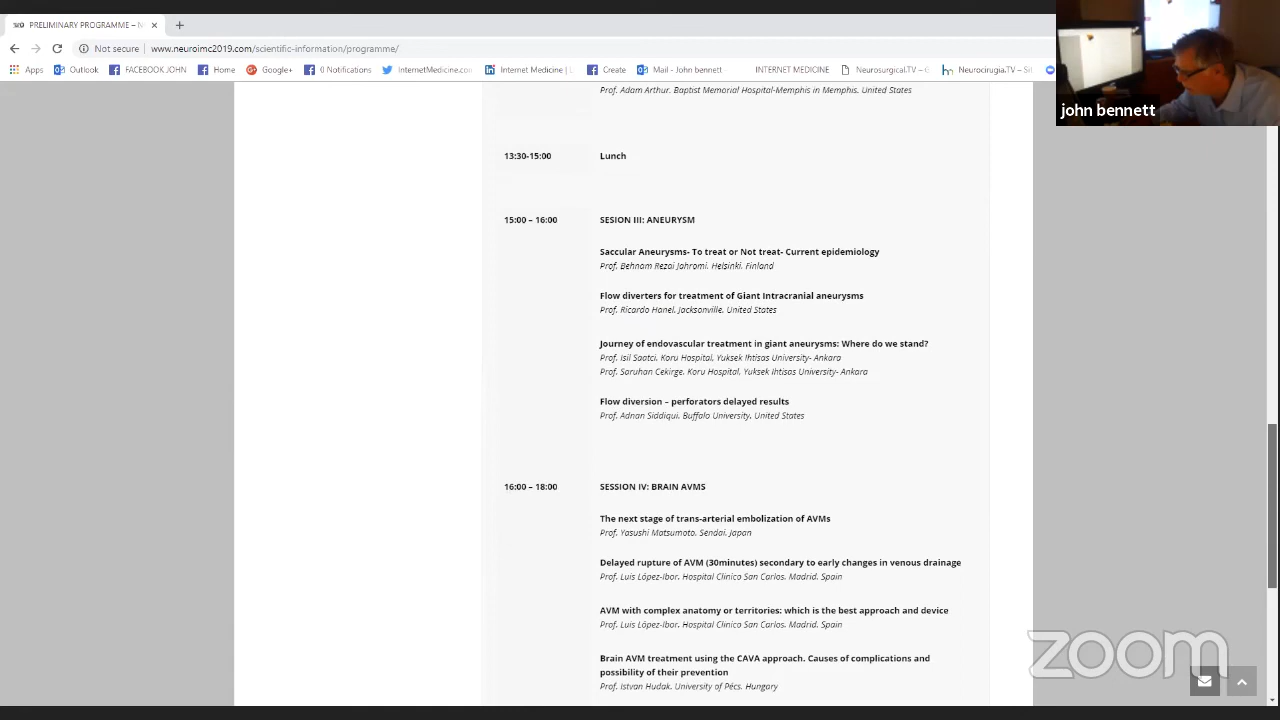 PRELIMINARY PROGRAMME – N
Not secure
www.neuroimc2019.com/scientific-information/programme/
Apps
Outlook
FACEBOOK JOHN
Home
Google+
0 Notifications
InternetMedicine.co
Internet Medicine | L
Create
Mail - John bennett
INTERNET MEDICINE
Neurosurgical.TV – E
Neurocirugia.TV – Sit
john bennett
Prof. Adam Arthur. Baptist Memorial Hospital-Memphis in Memphis. United States
13:30-15:00 Lunch
15:00 – 16:00 SESION III: ANEURYSM
Saccular Aneurysms- To treat or Not treat- Current epidemiology
Prof. Behnam Rezai Jahromi. Helsinki. Finland
Flow diverters for treatment of Giant Intracranial aneurysms
Prof. Ricardo Hanel. Jacksonville. United States
Journey of endovascular treatment in giant aneurysms: Where do we stand?
Prof. Isil Saatci. Koru Hospital. Yuksek Ihtisas University- Ankara
Prof. Saruhan Cekirge. Koru Hospital. Yuksek Ihtisas University- Ankara
Flow diversion – perforators delayed results
Prof. Adnan Siddiqui. Buffalo University. United States
16:00 – 18:00 SESSION IV: BRAIN AVMS
The next stage of trans-arterial embolization of AVMs
Prof. Yasushi Matsumoto. Sendai. Japan
Delayed rupture of AVM (30minutes) secondary to early changes in venous drainage
Prof. Luis López-Ibor. Hospital Clínico San Carlos. Madrid. Spain
AVM with complex anatomy or territories: which is the best approach and device
Prof. Luis López-Ibor. Hospital Clínico San Carlos. Madrid. Spain
Brain AVM treatment using the CAVA approach. Causes of complications and
possibility of their prevention
Prof. Istvan Hudak. University of Pécs. Hungary
zoom